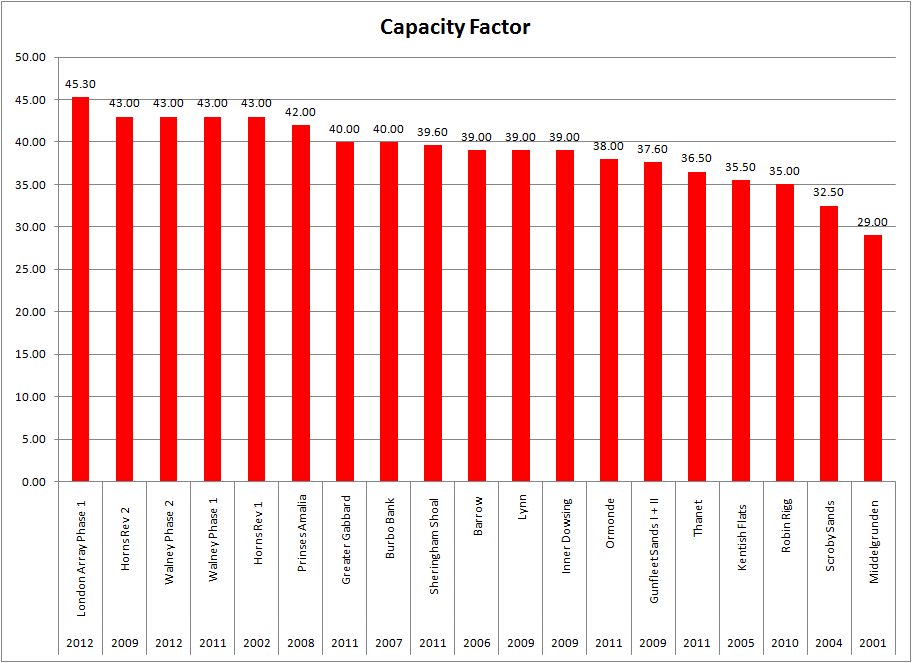 Capacity Factor
50.00
45.00
40.00
35.00
30.00
25.00
20.00
15.00
10.00
5.00
0.00
45.30
43.00
43.00
43.00
43.00
42.00
40.00
40.00
39.60
39.00
39.00
39.00
38.00
37.60
36.50
35.50
35.00
32.50
29.00
London Array Phase 1
Horns Rev 2
Walney Phase 2
Walney Phase 1
Horns Rev 1
Prinses Amalia
Greater Gabbard
Burbo Bank
Sheringham Shoal
Barrow
Lynn
Inner Dowsing
Ormonde
Gunfleet Sands I + II
Thanet
Kentish Flats
Robin Rigg
Scroby Sands
Middelgrunden
2012
2009
2012
2011
2002
2008
2011
2007
2011
2006
2009
2009
2011
2009
2011
2005
2010
2004
2001